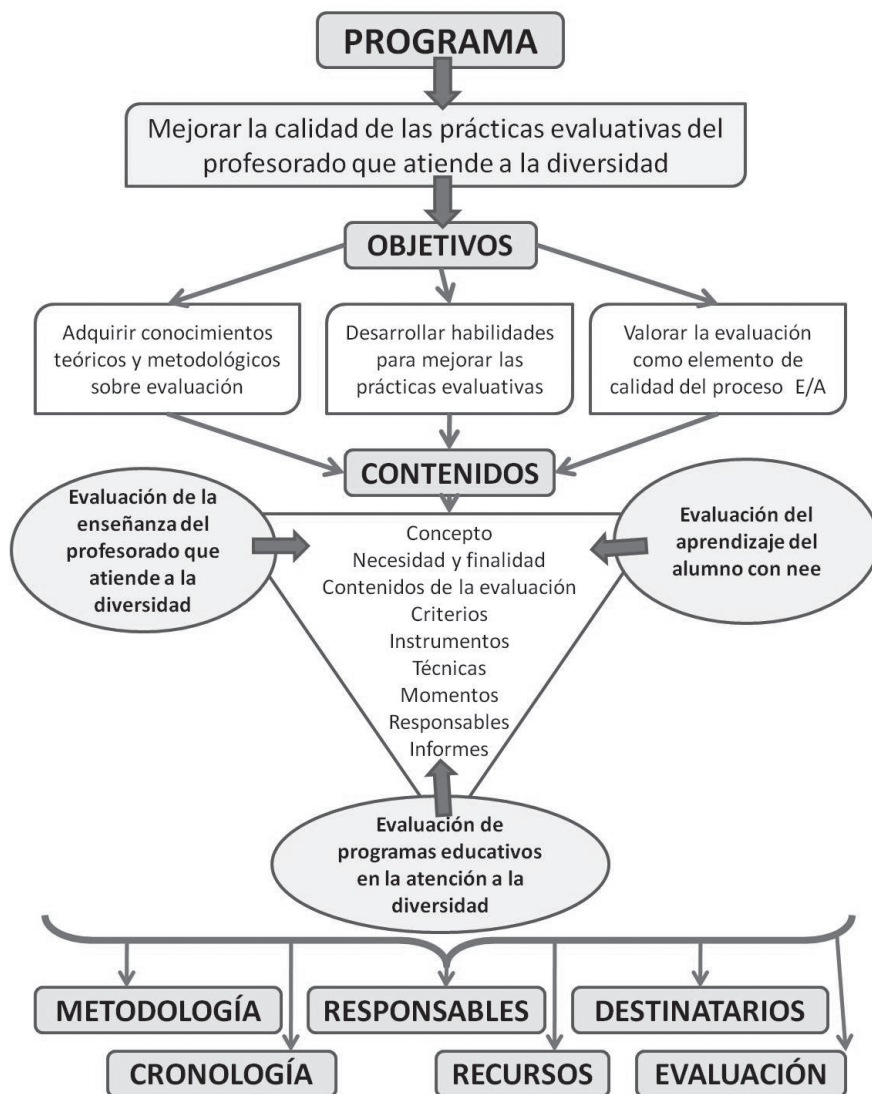 PROGRAMA
Mejorar la calidad de las prácticas evaluativas del
profesorado que atiende a la diversidad
OBJETIVOS
Adquirir conocimientos
teóricos y metodológicos
sobre evaluación
Desarrollar habilidades
para mejorar las
prácticas evaluativas
Valorar la evaluación
como elemento de
calidad del proceso E/A
CONTENIDOS
Evaluación de la
enseñanza del
profesorado que
atiende a la
diversidad
Concepto
Necesidad y finalidad
Contenidos de la evaluación
Criterios
Instrumentos
Técnicas
Momentos
Responsables
Informes
Evaluación del
aprendizaje del
alumno con nee
Evaluación de
programas educativos
en la atención a la
diversidad
METODOLOGÍA
RESPONSABLES
DESTINATARIOS
CRONOLOGÍA
RECURSOS
EVALUACIÓN